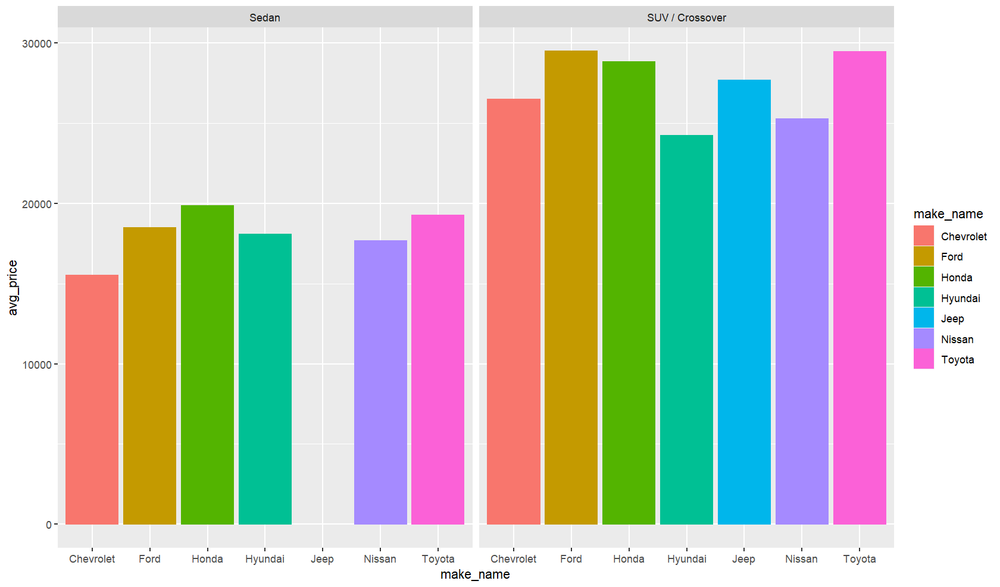 Sedan
SUV / Crossover
30000
20000
10000
0
avg_price
Chevrolet Ford Honda Hyundai Jeep Nissan Toyota
Chevrolet Ford Honda Hyundai Jeep Nissan Toyota
make_name
make_name
Chevrolet
Ford
Honda
Hyundai
Jeep
Nissan
Toyota